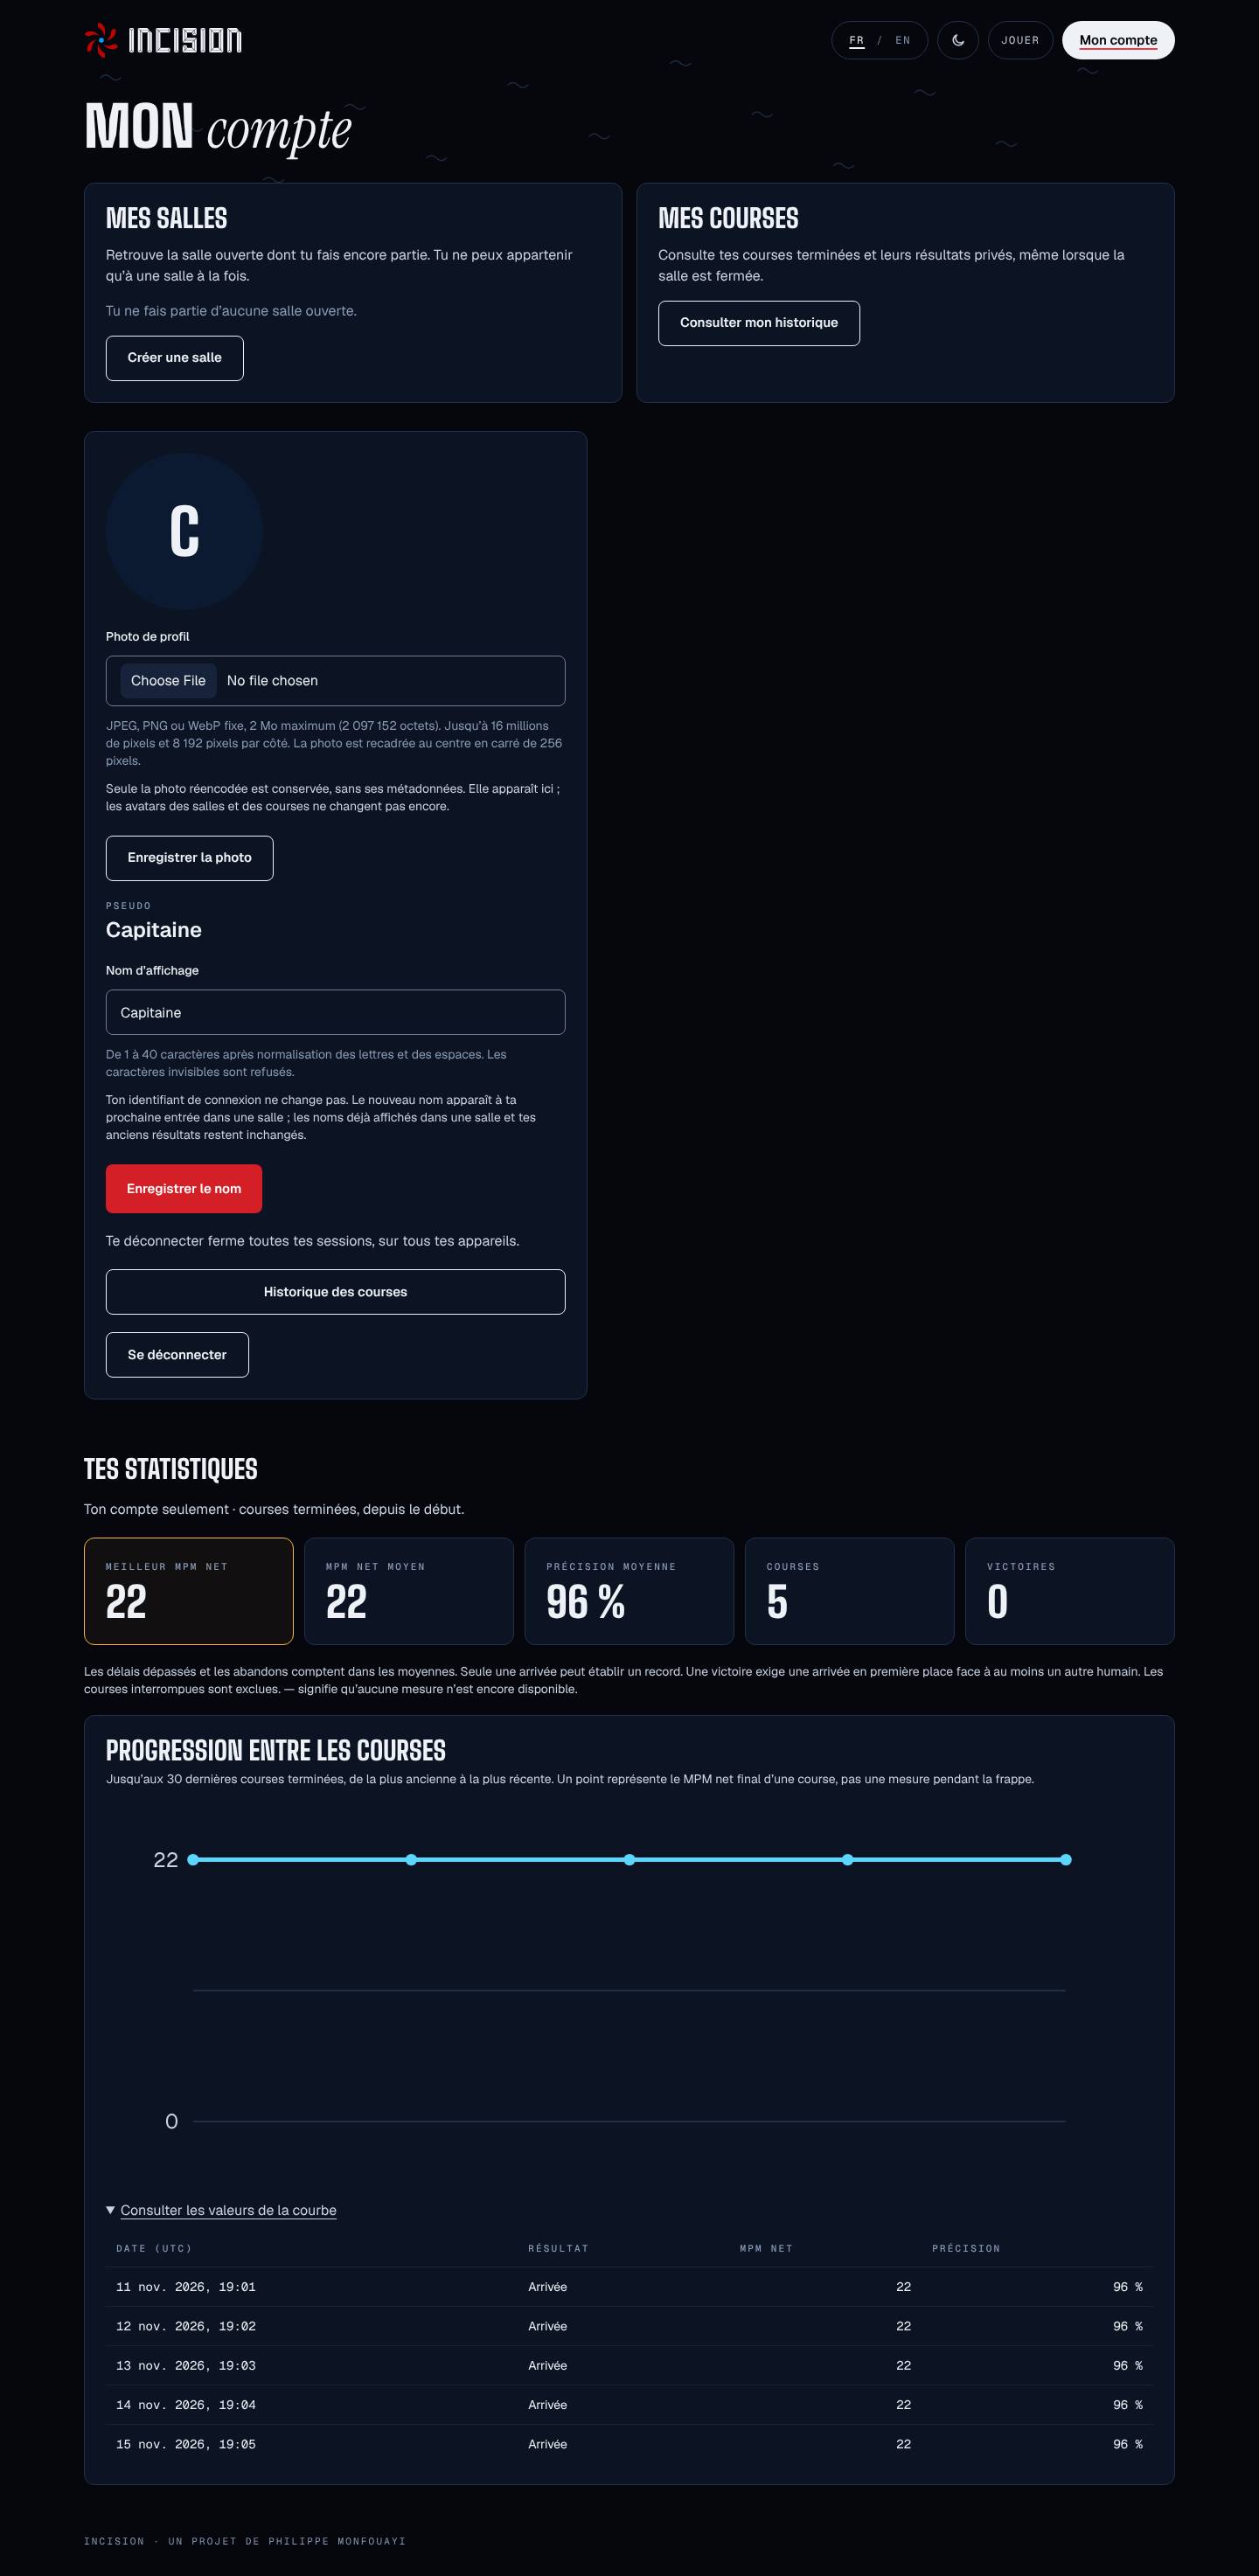 INCISION
FR / EN
JOUER
Mon compte
MON compte
MES SALLES
Retrouve la salle ouverte dont tu fais encore partie. Tu ne peux appartenir
qu’à une salle à la fois.
Tu ne fais partie d’aucune salle ouverte.
Créer une salle
MES COURSES
Consulte tes courses terminées et leurs résultats privés, même lorsque la
salle est fermée.
Consulter mon historique
C
Photo de profil
Choose File No file chosen
JPEG, PNG ou WebP fixe, 2 Mo maximum (2 097 152 octets). Jusqu’à 16 millions
de pixels et 8 192 pixels par côté. La photo est recadrée au centre en carré de 256
pixels.
Seule la photo réencodée est conservée, sans ses métadonnées. Elle apparaît ici ;
les avatars des salles et des courses ne changent pas encore.
Enregistrer la photo
PSEUDO
Capitaine
Nom d’affichage
Capitaine
De 1 à 40 caractères après normalisation des lettres et des espaces. Les
caractères invisibles sont refusés.
Ton identifiant de connexion ne change pas. Le nouveau nom apparaît à ta
prochaine entrée dans une salle ; les noms déjà affichés dans une salle et tes
anciens résultats restent inchangés.
Enregistrer le nom
Te déconnecter ferme toutes tes sessions, sur tous tes appareils.
Historique des courses
Se déconnecter
TES STATISTIQUES
Ton compte seulement · courses terminées, depuis le début.
MEILLEUR MPM NET
22
MPM NET MOYEN
22
PRÉCISION MOYENNE
96 %
COURSES
5
VICTOIRES
0
Les délais dépassés et les abandons comptent dans les moyennes. Seule une arrivée peut établir un record. Une victoire exige une arrivée en première place face à au moins un autre humain. Les
courses interrompues sont exclues. — signifie qu’aucune mesure n’est encore disponible.
PROGRESSION ENTRE LES COURSES
Jusqu’aux 30 dernières courses terminées, de la plus ancienne à la plus récente. Un point représente le MPM net final d’une course, pas une mesure pendant la frappe.
22
0
▼ Consulter les valeurs de la courbe
DATE (UTC) RÉSULTAT MPM NET PRÉCISION
11 nov. 2026, 19:01 Arrivée 22 96 %
12 nov. 2026, 19:02 Arrivée 22 96 %
13 nov. 2026, 19:03 Arrivée 22 96 %
14 nov. 2026, 19:04 Arrivée 22 96 %
15 nov. 2026, 19:05 Arrivée 22 96 %
INCISION · UN PROJET DE PHILIPPE MONFOUAYI